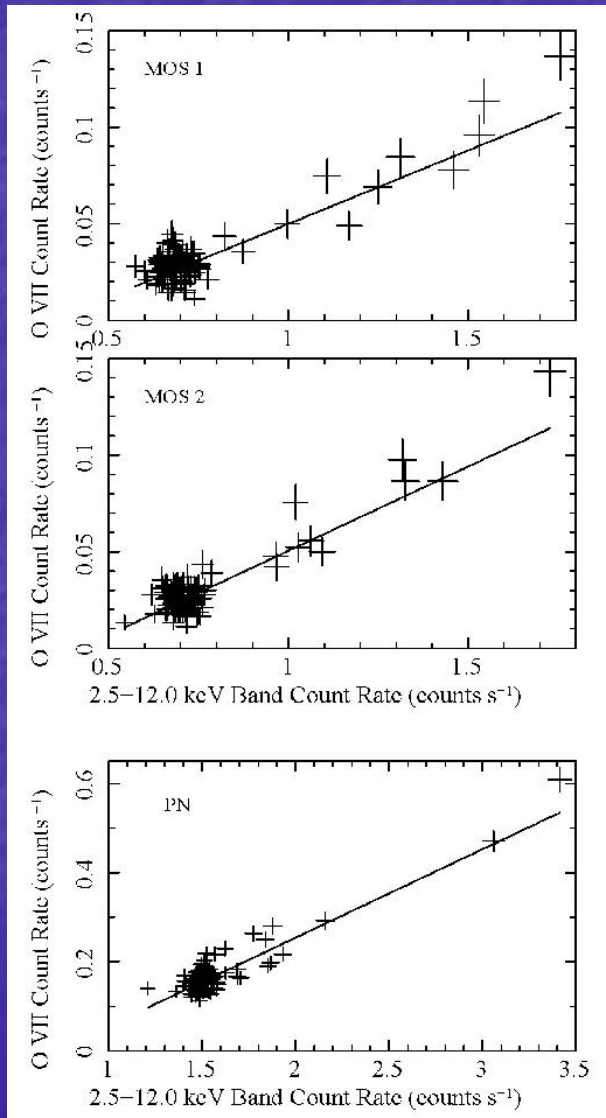 MOS 1
O VII Count Rate (counts⁻¹)
0.15
0.1
0.05
0
0.5 1 1.5
MOS 2
O VII Count Rate (counts⁻¹)
0.15
0.1
0.05
0
0.5 1 1.5
2.5−12.0 keV Band Count Rate (counts s⁻¹)
PN
O VII Count Rate (counts⁻¹)
0.6
0.4
0.2
0
1 1.5 2 2.5 3 3.5
2.5−12.0 keV Band Count Rate (counts s⁻¹)